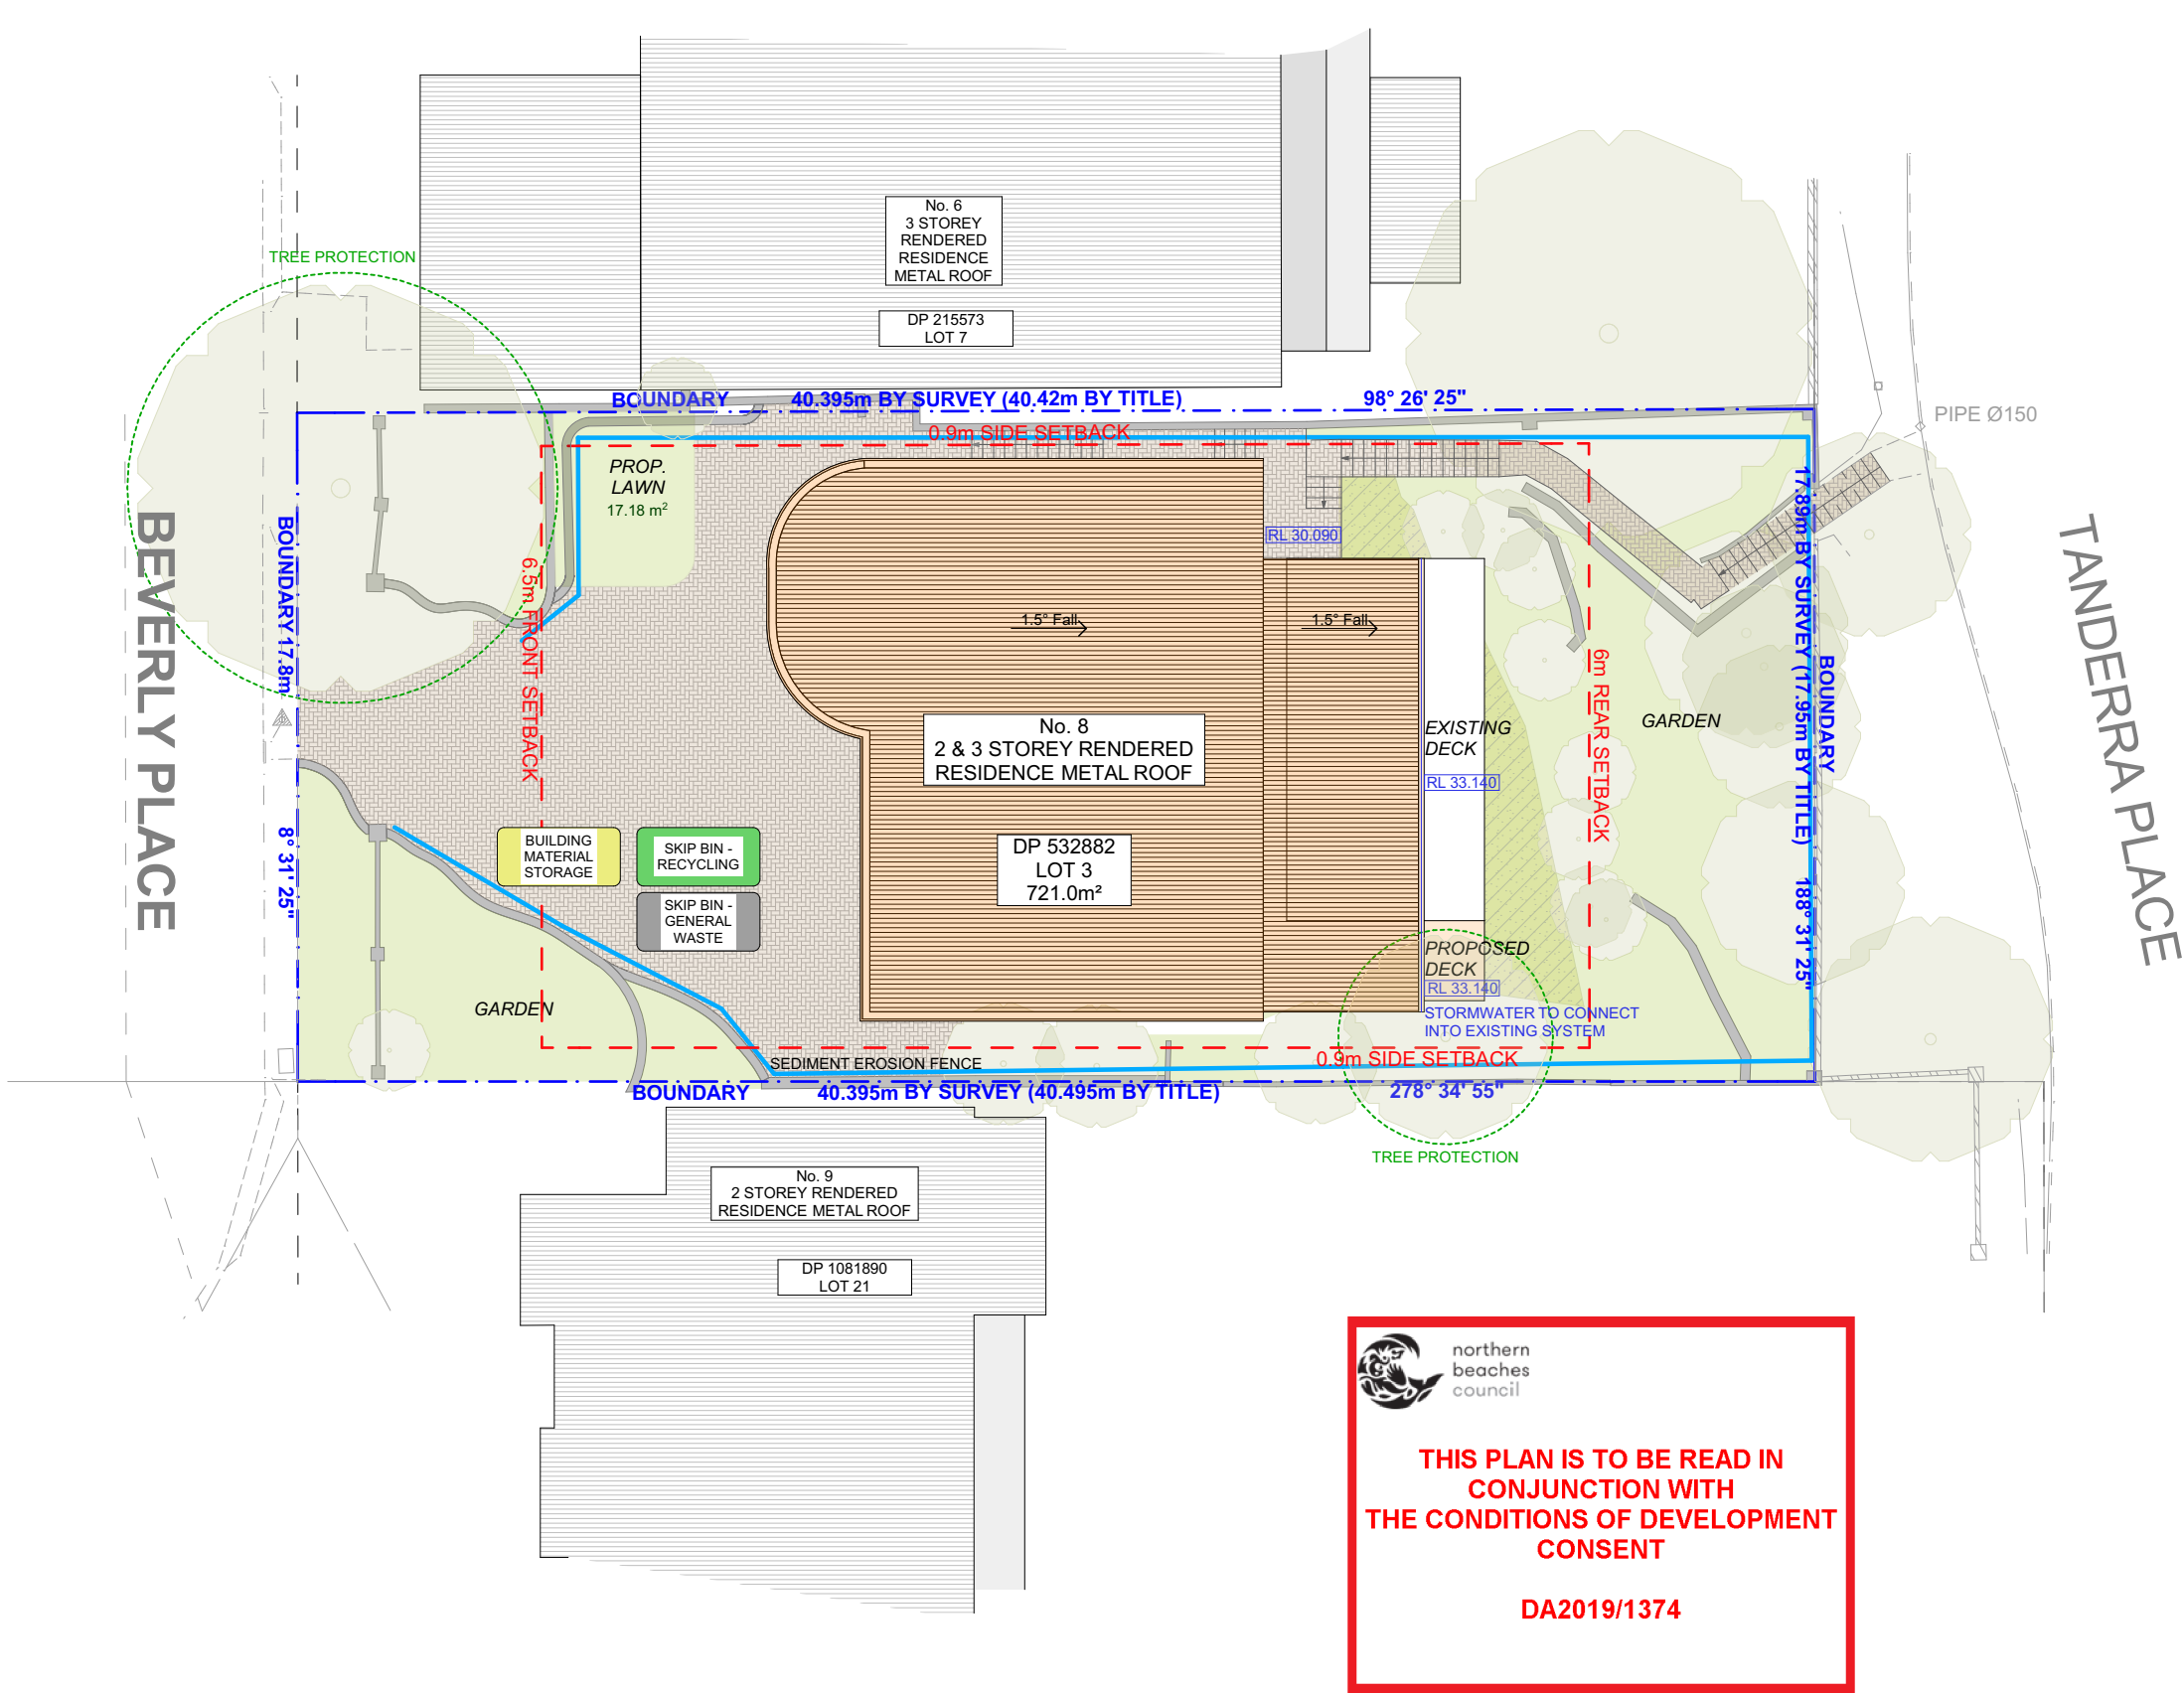 No. 6
3 STOREY
RENDERED
RESIDENCE
METAL ROOF
DP 215573
LOT 7
TREE PROTECTION
BOUNDARY 40.395m BY SURVEY (40.42m BY TITLE) 98° 26' 25"
PIPE Ø150
0.9m SIDE SETBACK
PROP.
LAWN
17.18 m²
BEVERLY PLACE
BOUNDARY 17.8m
8° 31' 25"
6.5m FRONT SETBACK
RL 30.090
1.5° Fall
1.5° Fall
No. 8
2 & 3 STOREY RENDERED
RESIDENCE METAL ROOF
DP 532882
LOT 3
721.0m²
EXISTING
DECK
RL 33.140
6m REAR SETBACK
GARDEN
17.89m BY SURVEY (17.95m BY TITLE) 188° 31' 25"
BOUNDARY
TANDERRA PLACE
BUILDING
MATERIAL
STORAGE
SKIP BIN -
RECYCLING
SKIP BIN -
GENERAL
WASTE
PROPOSED
DECK
RL 33.140
STORMWATER TO CONNECT
INTO EXISTING SYSTEM
GARDEN
SEDIMENT EROSION FENCE
0.9m SIDE SETBACK
BOUNDARY 40.395m BY SURVEY (40.495m BY TITLE) 278° 34' 55"
TREE PROTECTION
No. 9
2 STOREY RENDERED
RESIDENCE METAL ROOF
DP 1081890
LOT 21
northern
beaches
council
THIS PLAN IS TO BE READ IN
CONJUNCTION WITH
THE CONDITIONS OF DEVELOPMENT
CONSENT
DA2019/1374